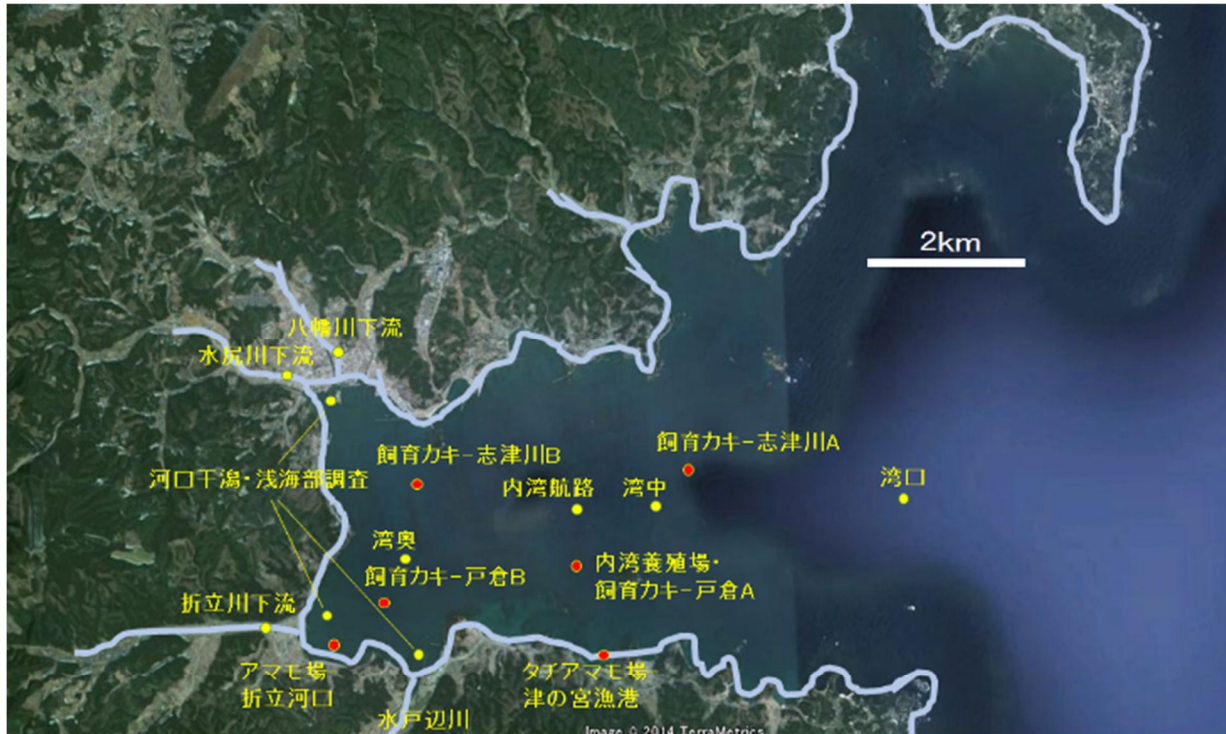 2km
八幡川下流
水尻川下流
飼育カキ-志津川A
飼育カキ-志津川B
河口干潟・浅海部調査
内湾航路
湾中
湾口
湾奥
内湾養殖場・
飼育カキ-戸倉A
飼育カキ-戸倉B
折立川下流
アマモ場
折立河口
タチアマモ場
津の宮漁港
水戸辺川
Image © 2014 TerraMetrics